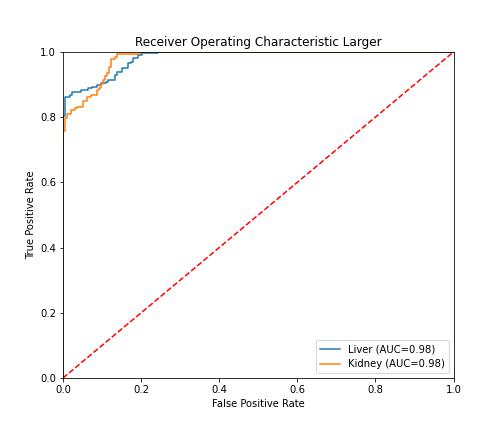 Receiver Operating Characteristic Larger
1.0
0.8
0.6
0.4
0.2
0.0
True Positive Rate
Liver (AUC=0.98)
Kidney (AUC=0.98)
0.0 0.2 0.4 0.6 0.8 1.0
False Positive Rate